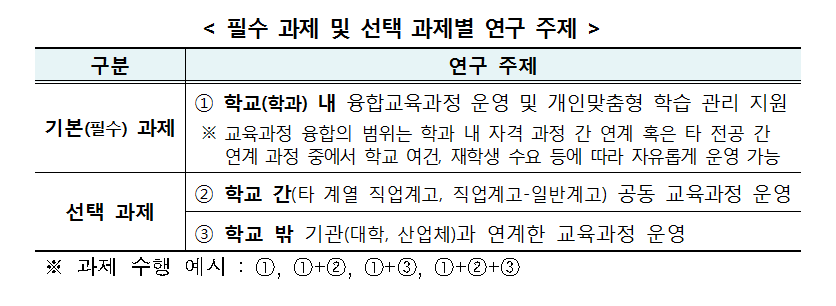 < 필수 과제 및 선택 과제별 연구 주제 >
구분 연구 주제
기본(필수) 과제
① 학교(학과) 내 융합교육과정 운영 및 개인맞춤형 학습 관리 지원
※ 교육과정 융합의 범위는 학과 내 자격 과정 간 연계 혹은 타 전공 간
연계 과정 중에서 학교 여건, 재학생 수요 등에 따라 자유롭게 운영 가능
선택 과제
② 학교 간(타 계열 직업계고, 직업계고-일반계고) 공동 교육과정 운영
③ 학교 밖 기관(대학, 산업체)과 연계한 교육과정 운영
※ 과제 수행 예시 : ①, ①+②, ①+③, ①+②+③